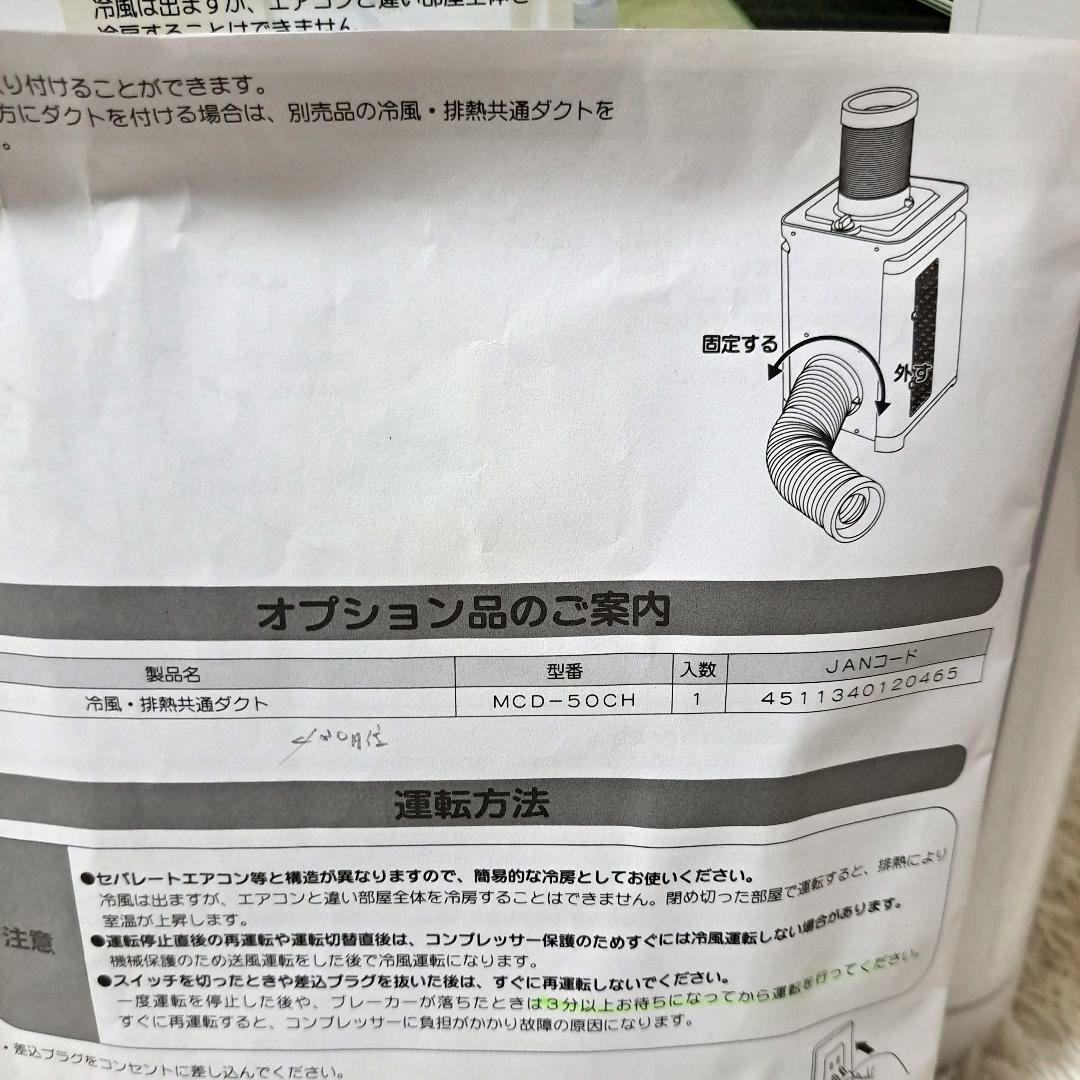 冷風は出ますが、エアコンと違い部屋全体を
冷房することはできません。
り付けることができます。
方にダクトを付ける場合は、別売品の冷風・排熱共通ダクトを
。
固定する
外す
オプション品のご案内
製品名 型番 入数 JANコード
冷風・排熱共通ダクト MCD-50CH 1 4511340120465
運転方法
注意
●セパレートエアコン等と構造が異なりますので、簡易的な冷房としてお使いください。
冷風は出ますが、エアコンと違い部屋全体を冷房することはできません。閉め切った部屋で運転すると、排熱により
室温が上昇します。
●運転停止直後の再運転や運転切替直後は、コンプレッサー保護のためすぐには冷風運転しない場合があります。
機械保護のため送風運転をした後で冷風運転になります。
●スイッチを切ったときや差込プラグを抜いた後は、すぐに再運転しないでください。
一度運転を停止した後や、ブレーカーが落ちたときは3分以上お待ちになってから運転を行ってください。
すぐに再運転すると、コンプレッサーに負担がかかり故障の原因になります。
・差込プラグをコンセントに差し込んでください。